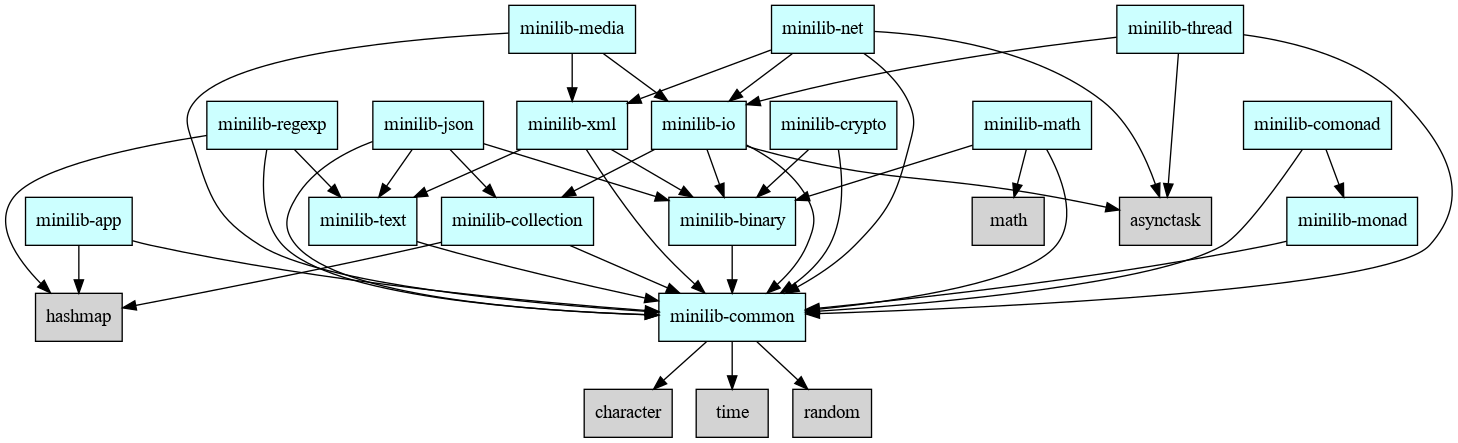 minilib-media
minilib-net
minilib-thread
minilib-regexp
minilib-json
minilib-xml
minilib-io
minilib-crypto
minilib-math
minilib-comonad
minilib-app
minilib-text
minilib-collection
minilib-binary
math
asynctask
minilib-monad
hashmap
minilib-common
character
time
random